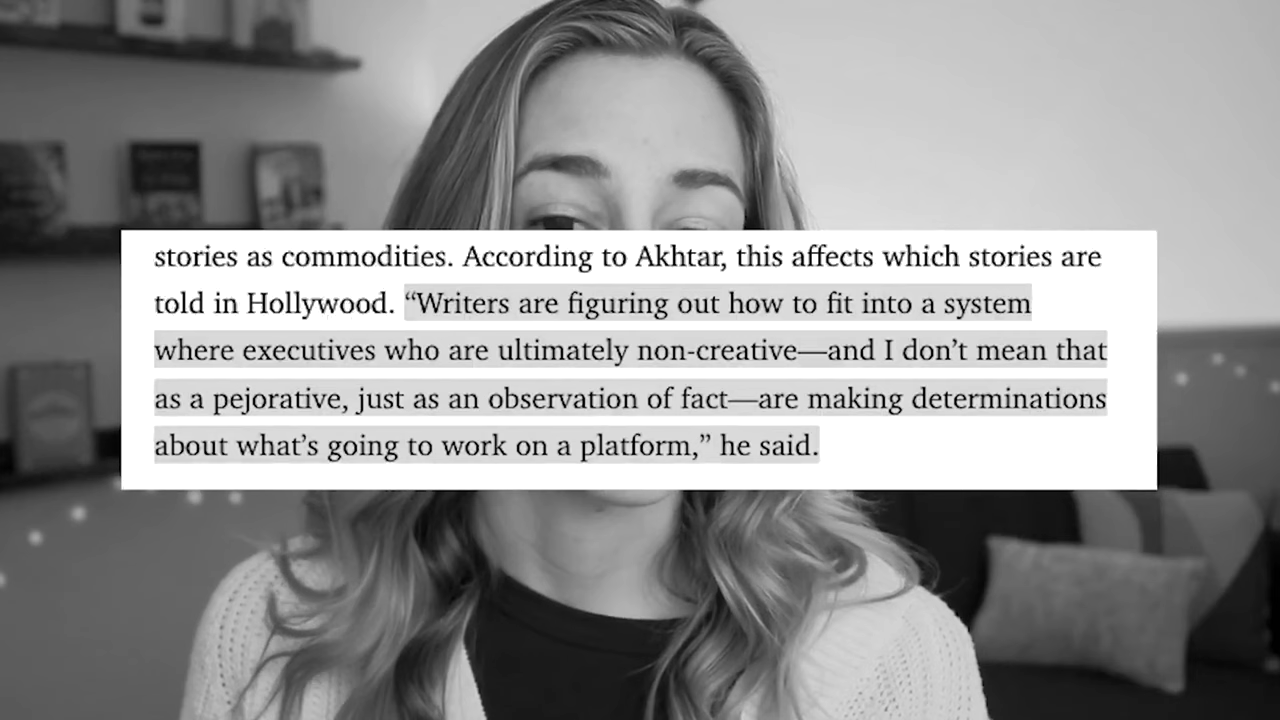 stories as commodities. According to Akhtar, this affects which stories are
told in Hollywood. “Writers are figuring out how to fit into a system
where executives who are ultimately non-creative—and I don’t mean that
as a pejorative, just as an observation of fact—are making determinations
about what’s going to work on a platform,” he said.